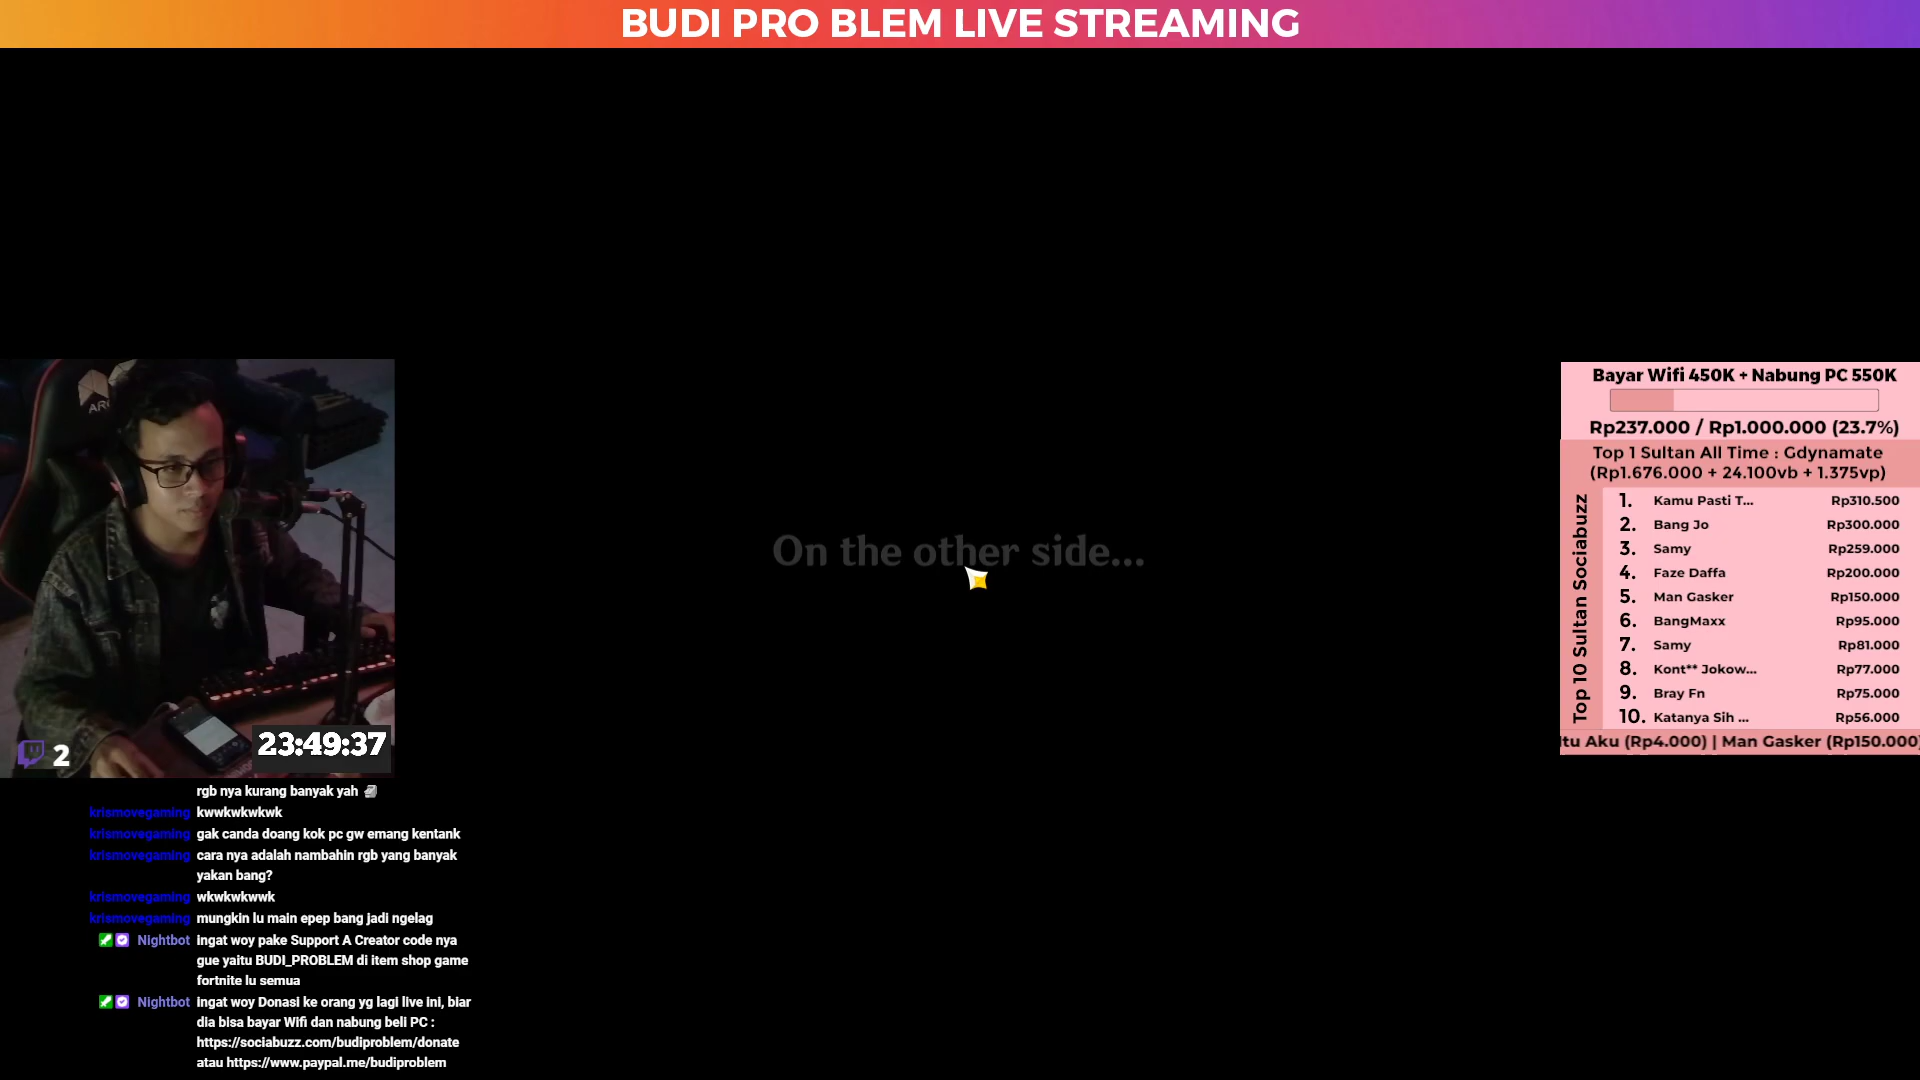 BUDI PRO BLEM LIVE STREAMING
On the other side...
23:49:37
2
rgb nya kurang banyak yah
krismovegaming kwwkwkwkwk
krismovegaming gak canda doang kok pc gw emang kentank
krismovegaming cara nya adalah nambahin rgb yang banyak
yakan bang?
krismovegaming wkwkwkwwk
krismovegaming mungkin lu main epep bang jadi ngelag
Nightbot ingat woy pake Support A Creator code nya
gue yaitu BUDI_PROBLEM di item shop game
fortnite lu semua
Nightbot ingat woy Donasi ke orang yg lagi live ini, biar
dia bisa bayar Wifi dan nabung beli PC :
https://sociabuzz.com/budiproblem/donate
atau https://www.paypal.me/budiproblem
Bayar Wifi 450K + Nabung PC 550K
Rp237.000 / Rp1.000.000 (23.7%)
Top 1 Sultan All Time : Gdynamate
(Rp1.676.000 + 24.100vb + 1.375vp)
Top 10 Sultan Sociabuzz
1. Kamu Pasti T... Rp310.500
2. Bang Jo Rp300.000
3. Samy Rp259.000
4. Faze Daffa Rp200.000
5. Man Gasker Rp150.000
6. BangMaxx Rp95.000
7. Samy Rp81.000
8. Kont** Jokow... Rp77.000
9. Bray Fn Rp75.000
10. Katanya Sih ... Rp56.000
Itu Aku (Rp4.000) | Man Gasker (Rp150.000)